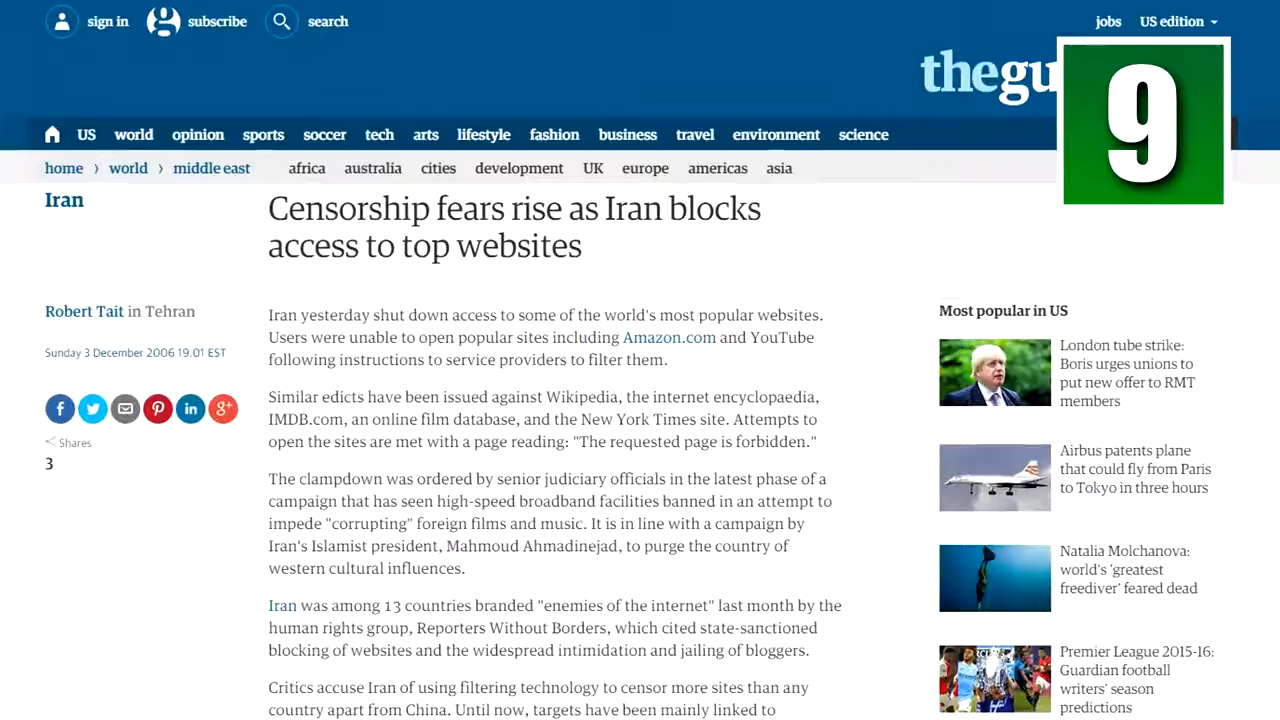 sign in
subscribe
search
jobs
US edition
thegu
9
US
world
opinion
sports
soccer
tech
arts
lifestyle
fashion
business
travel
environment
science
home › world › middle east
africa
australia
cities
development
UK
europe
americas
asia
Iran
Censorship fears rise as Iran blocks
access to top websites
Robert Tait in Tehran
Sunday 3 December 2006 19.01 EST
Shares
3
Iran yesterday shut down access to some of the world's most popular websites.
Users were unable to open popular sites including Amazon.com and YouTube
following instructions to service providers to filter them.
Similar edicts have been issued against Wikipedia, the internet encyclopaedia,
IMDB.com, an online film database, and the New York Times site. Attempts to
open the sites are met with a page reading: "The requested page is forbidden."
The clampdown was ordered by senior judiciary officials in the latest phase of a
campaign that has seen high-speed broadband facilities banned in an attempt to
impede "corrupting" foreign films and music. It is in line with a campaign by
Iran's Islamist president, Mahmoud Ahmadinejad, to purge the country of
western cultural influences.
Iran was among 13 countries branded "enemies of the internet" last month by the
human rights group, Reporters Without Borders, which cited state-sanctioned
blocking of websites and the widespread intimidation and jailing of bloggers.
Critics accuse Iran of using filtering technology to censor more sites than any
country apart from China. Until now, targets have been mainly linked to
Most popular in US
London tube strike:
Boris urges unions to
put new offer to RMT
members
Airbus patents plane
that could fly from Paris
to Tokyo in three hours
Natalia Molchanova:
world's 'greatest
freediver' feared dead
Premier League 2015-16:
Guardian football
writers' season
predictions